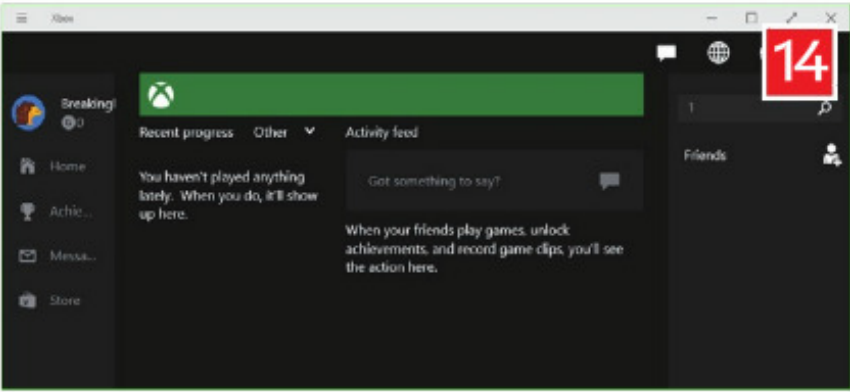 Xbox
14
Breaking!
0
1
Recent progress Other
Activity feed
Home
You haven't played anything
lately. When you do, it'll show
up here.
Got something to say?
Friends
Achie...
When your friends play games, unlock
achievements, and record game clips, you'll see
the action here.
Messa...
Store